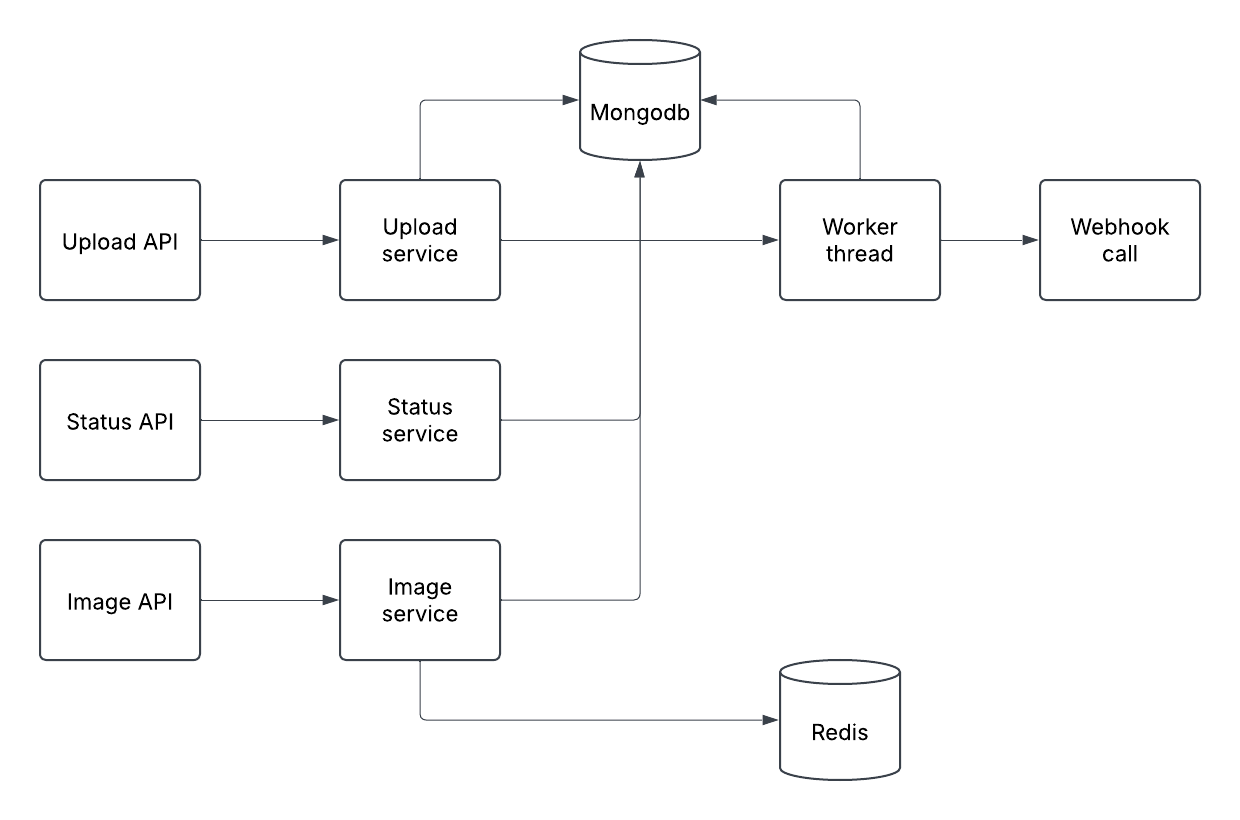 Mongodb
Upload API
Upload
service
Worker
thread
Webhook
call
Status API
Status
service
Image API
Image
service
Redis